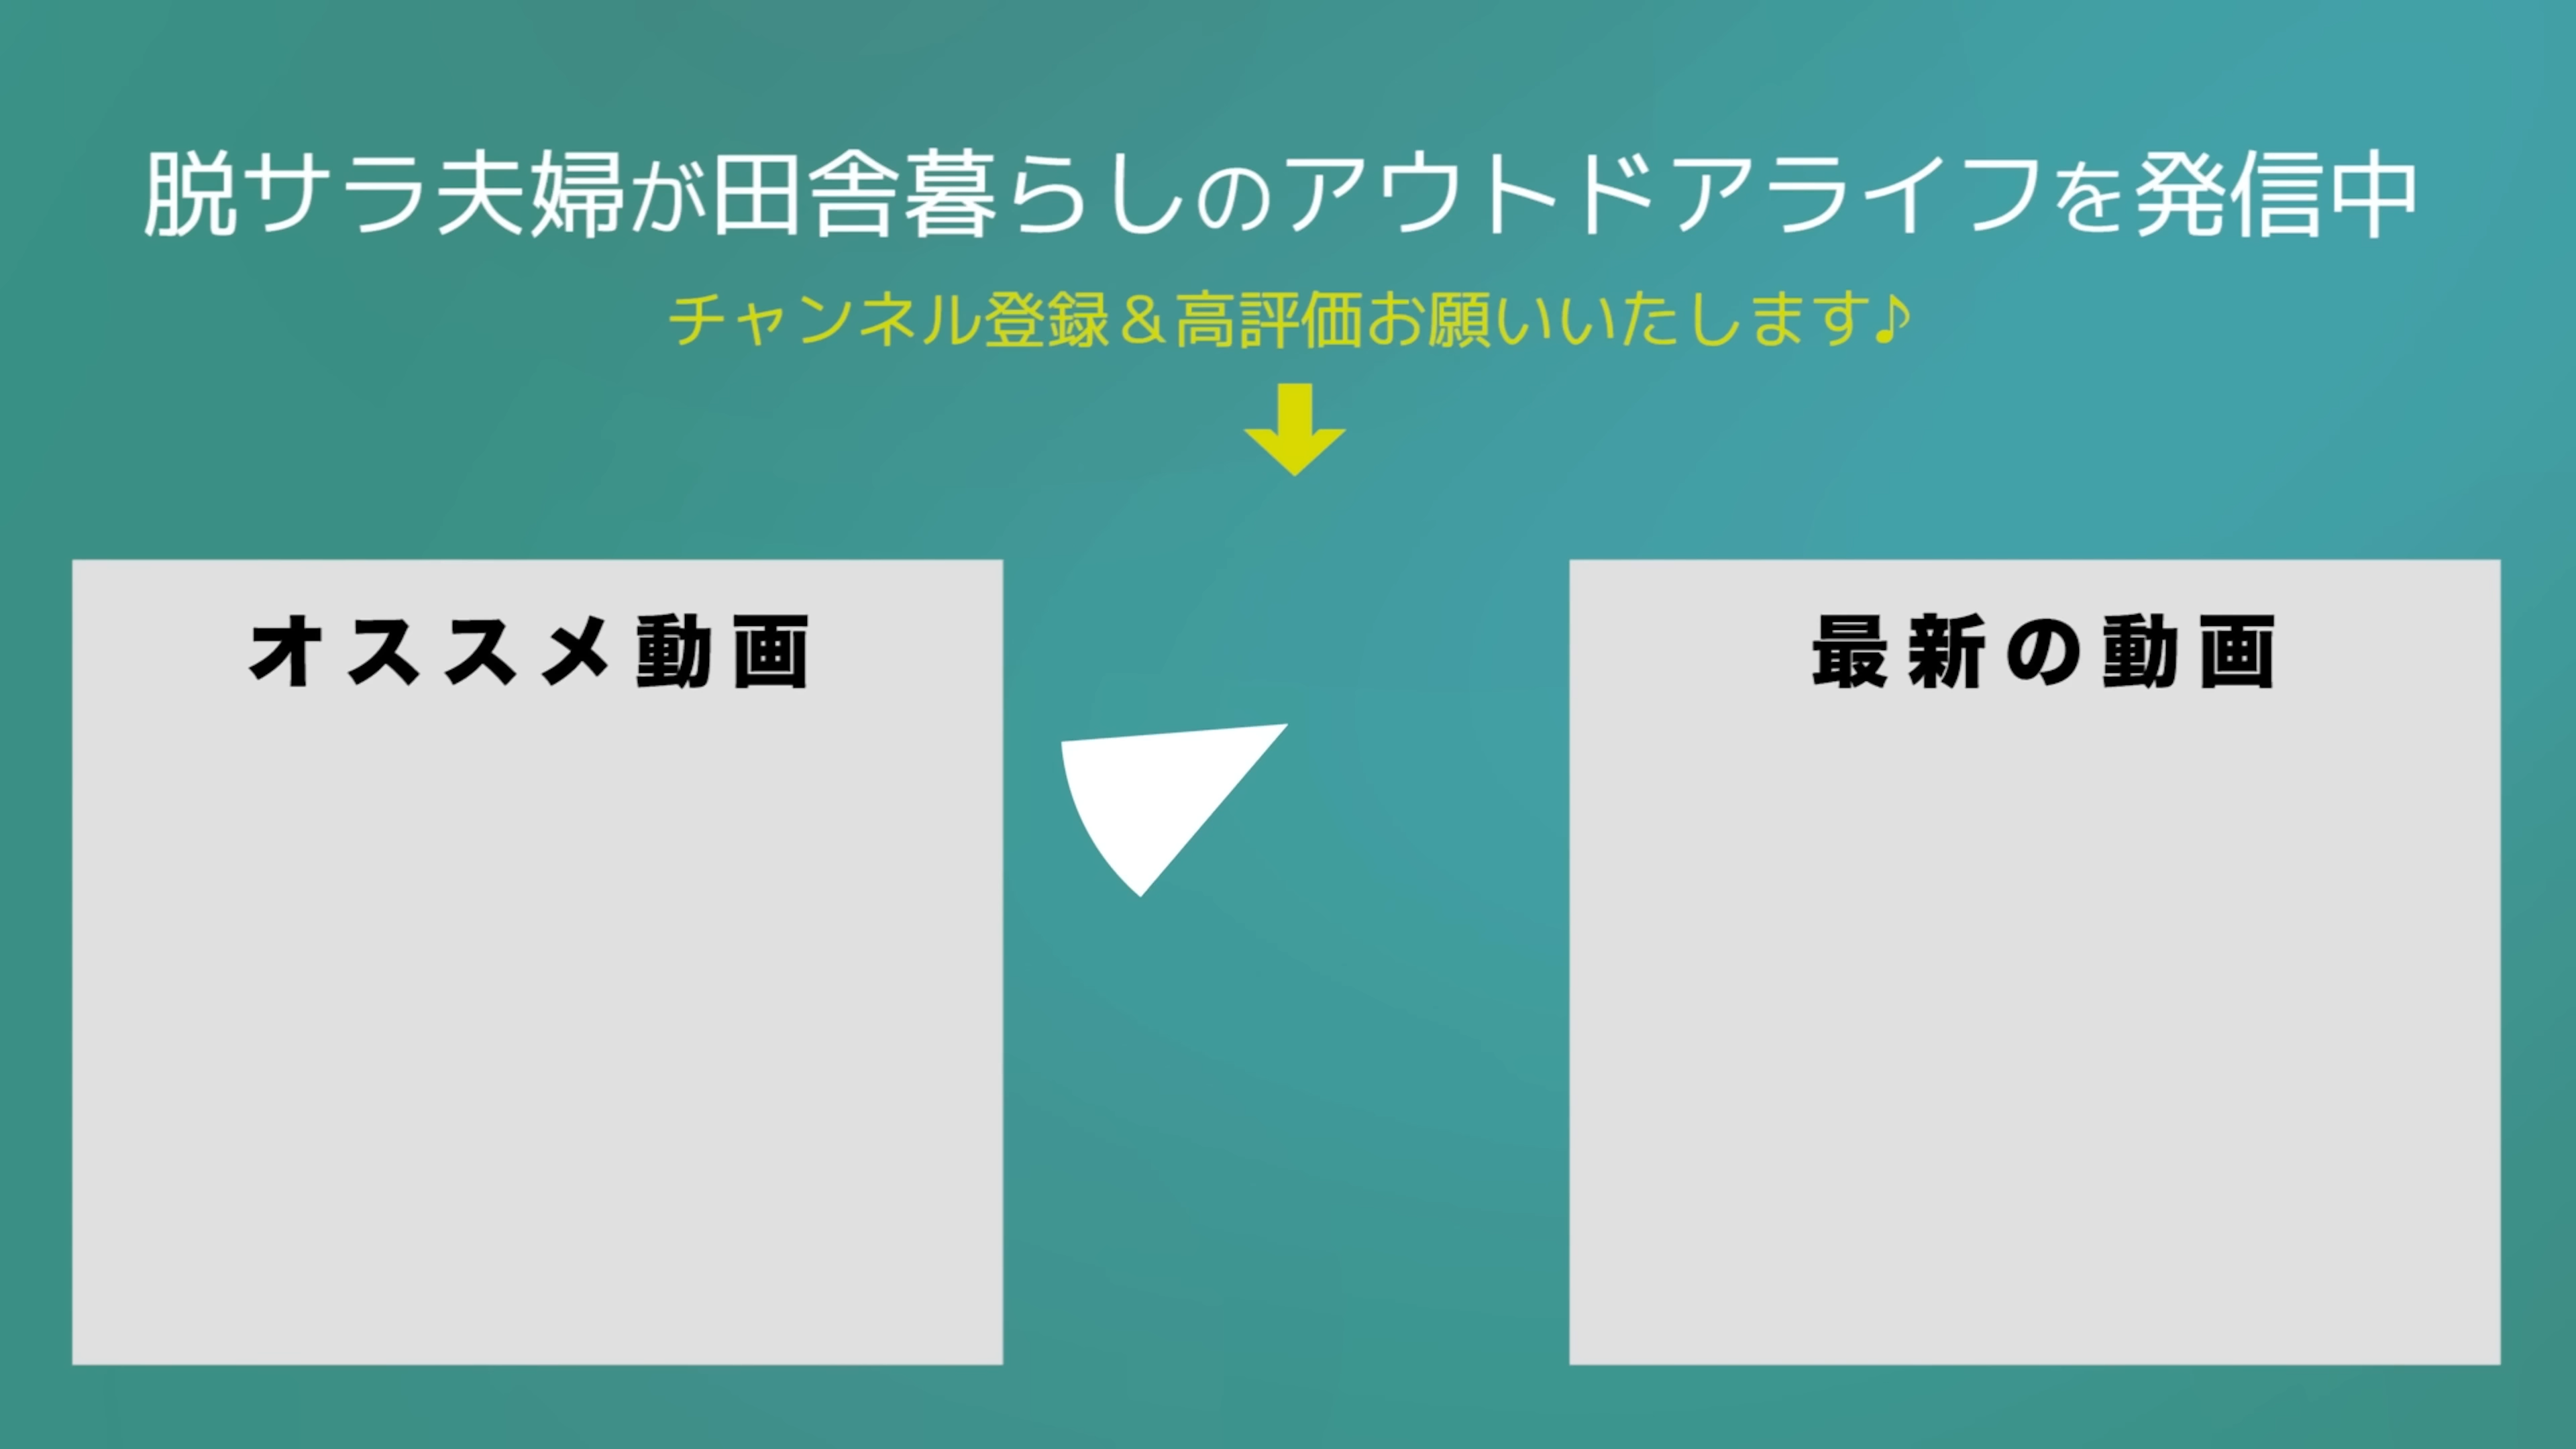 脱サラ夫婦が田舎暮らしのアウトドアライフを発信中
チャンネル登録＆高評価お願いいたします♪
オススメ動画
最新の動画